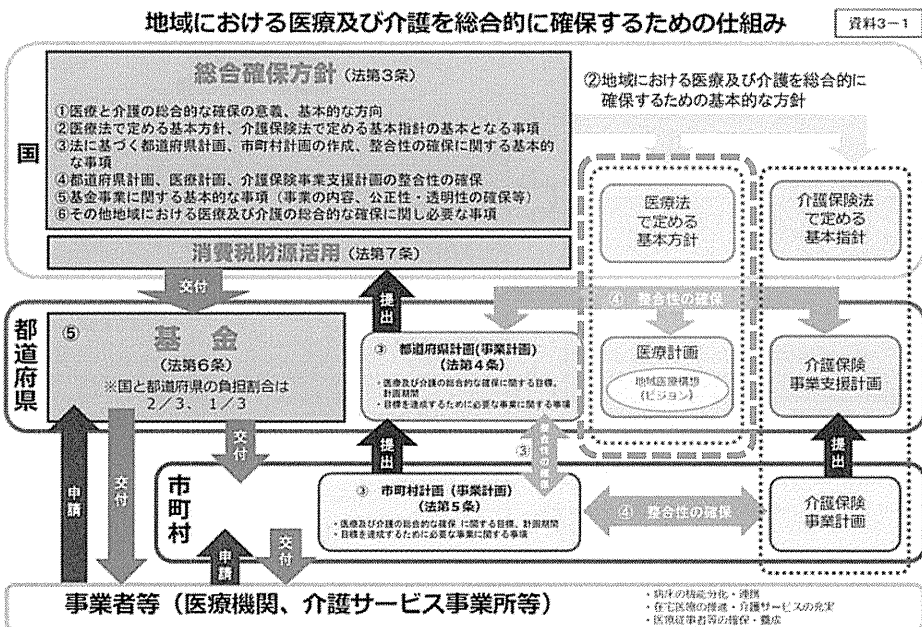 地域における医療及び介護を総合的に確保するための仕組み
資料3－1
国
総合確保方針（法第3条）
①医療と介護の総合的な確保の意義、基本的な方向
②医療法で定める基本方針、介護保険法で定める基本指針の基本となる事項
③法に基づく都道府県計画、市町村計画の作成、整合性の確保に関する基本的
な事項
④都道府県計画、医療計画、介護保険事業支援計画の整合性の確保
⑤基金事業に関する基本的な事項（事業の内容、公正性・透明性の確保等）
⑥その他地域における医療及び介護の総合的な確保に関し必要な事項
消費税財源活用（法第7条）
②地域における医療及び介護を総合的に
確保するための基本的な方針
医療法
で定める
基本方針
介護保険法
で定める
基本指針
交付
提出
④ 整合性の確保
都道府県
⑤
基金
（法第6条）
※国と都道府県の負担割合は
2／3、1／3
③ 都道府県計画(事業計画)
（法第4条）
・医療及び介護の総合的な確保に関する目標、
計画期間
・目標を達成するために必要な事業に関する事項
医療計画
地域医療構想
(ビジョン)
介護保険
事業支援計画
申請
交付
交付
提出
③
整合性の確保
提出
市町村
③ 市町村計画（事業計画）
（法第5条）
・医療及び介護の総合的な確保 に関する目標、計画期間
・目標を達成するために必要な事業に関する事項
④ 整合性の確保
介護保険
事業計画
申請
交付
事業者等（医療機関、介護サービス事業所等）
・病床の機能分化・連携
・在宅医療の推進・介護サービスの充実
・医療従事者等の確保・養成